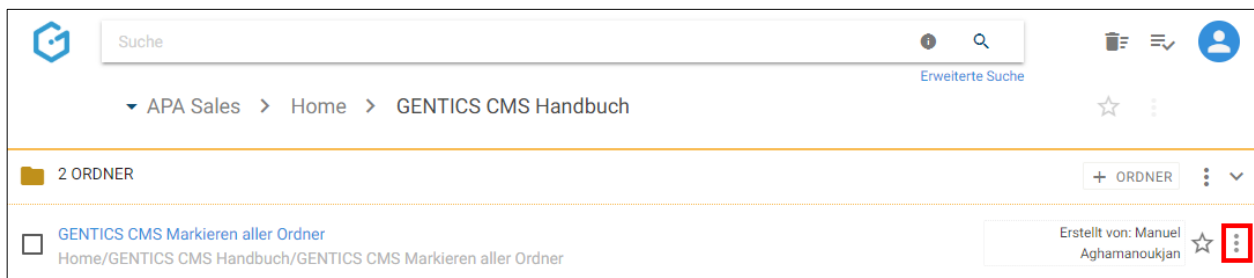 Suche
Erweiterte Suche
APA Sales > Home > GENTICS CMS Handbuch
2 ORDNER
+ ORDNER
GENTICS CMS Markieren aller Ordner
Home/GENTICS CMS Handbuch/GENTICS CMS Markieren aller Ordner
Erstellt von: Manuel
Aghamanoukjan